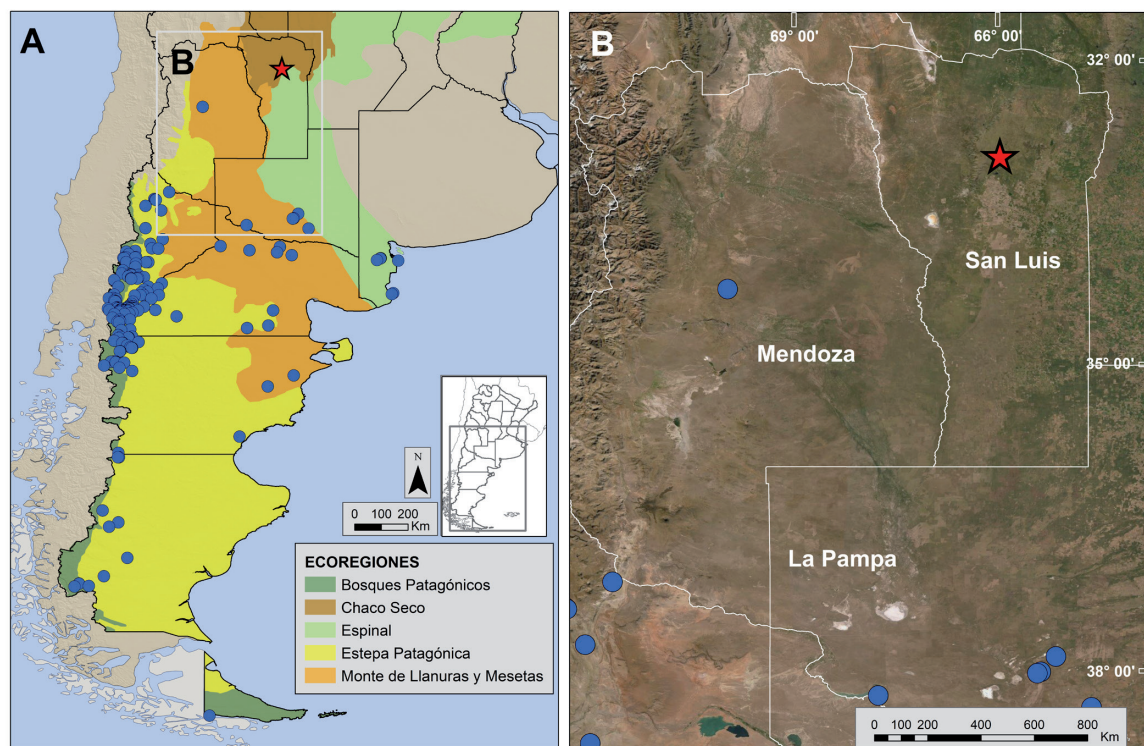 A
B
N
0 100 200
Km
ECOREGIONES
Bosques Patagónicos
Chaco Seco
Espinal
Estepa Patagónica
Monte de Llanuras y Mesetas
B
69 00'
66 00'
32° 00'
San Luis
Mendoza
35° 00'
La Pampa
38° 00'
0 100 200 400 600 800
Km